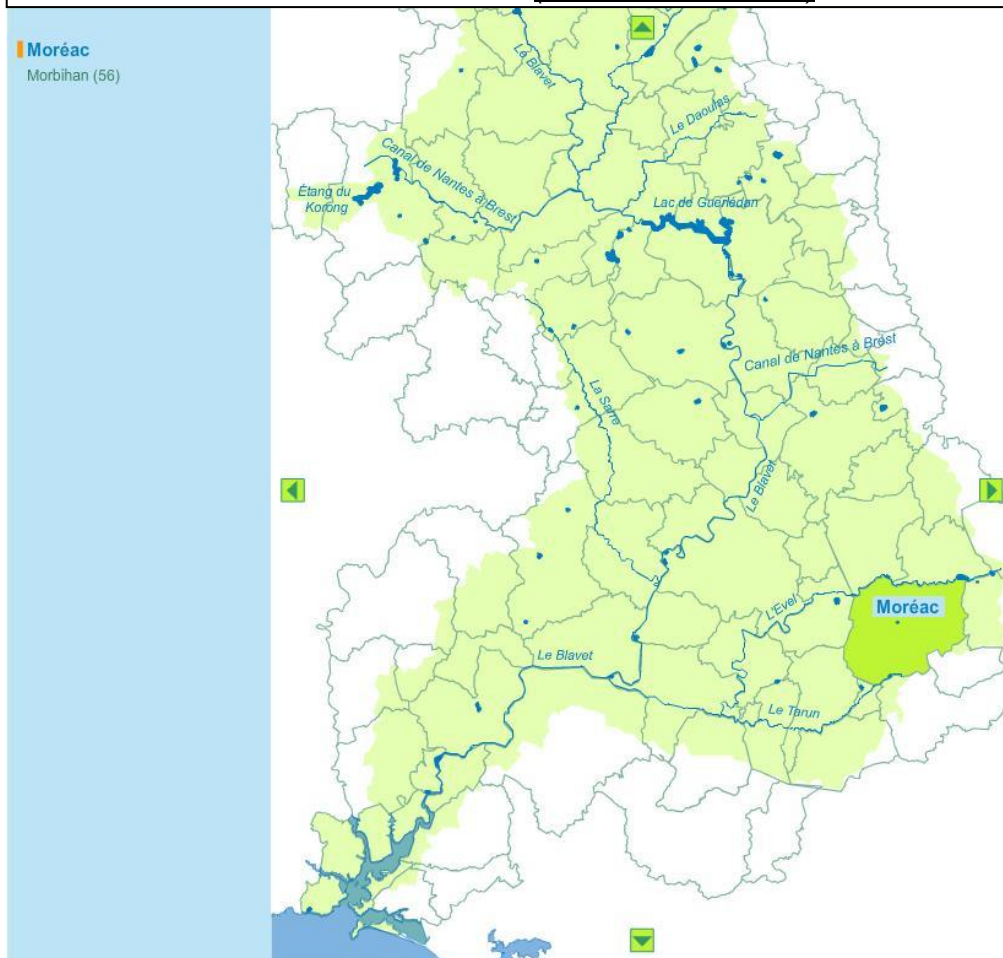 Moréac
Morbihan (56)
Le Blavet
Le Daoulas
Canal de Nantes à Brest
Étang du
Korong
Lac de Guerlédan
Canal de Nantes à Brest
La Sarre
Le Blavet
L'Evel
Moréac
Le Blavet
Le Tarun